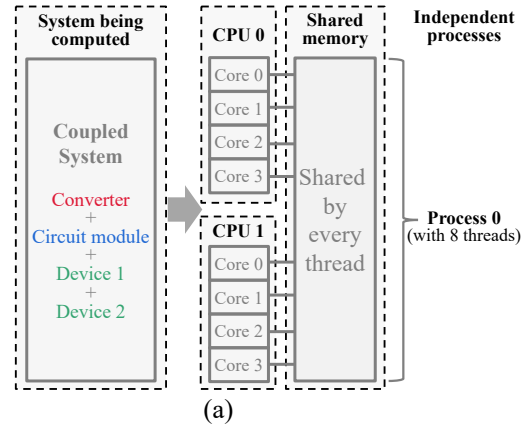 System being
computed
Coupled
System
Converter
+
Circuit module
+
Device 1
+
Device 2
CPU 0
Core 0
Core 1
Core 2
Core 3
CPU 1
Core 0
Core 1
Core 2
Core 3
Shared
memory
Shared
by
every
thread
Independent
processes
Process 0
(with 8 threads)
(a)